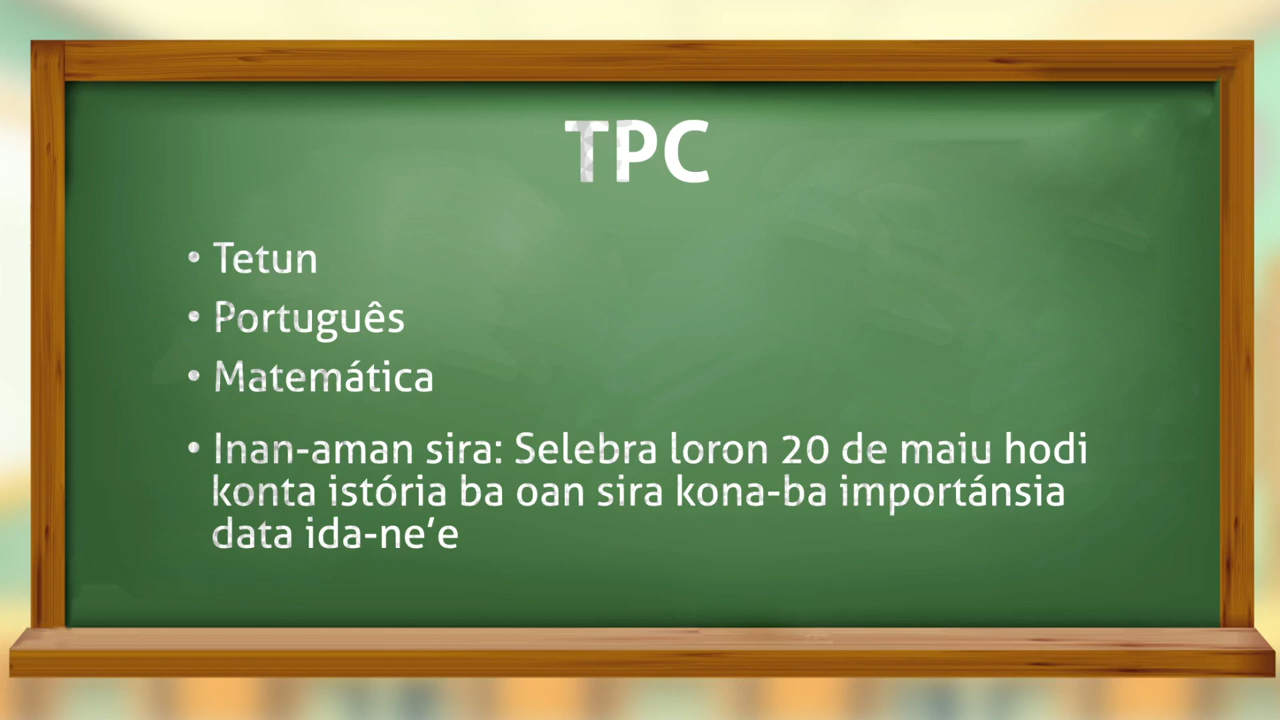 TPC
• Tetun
• Português
• Matemática
• Inan-aman sira: Selebra loron 20 de maiu hodi
konta istória ba oan sira kona-ba importánsia
data ida-ne’e